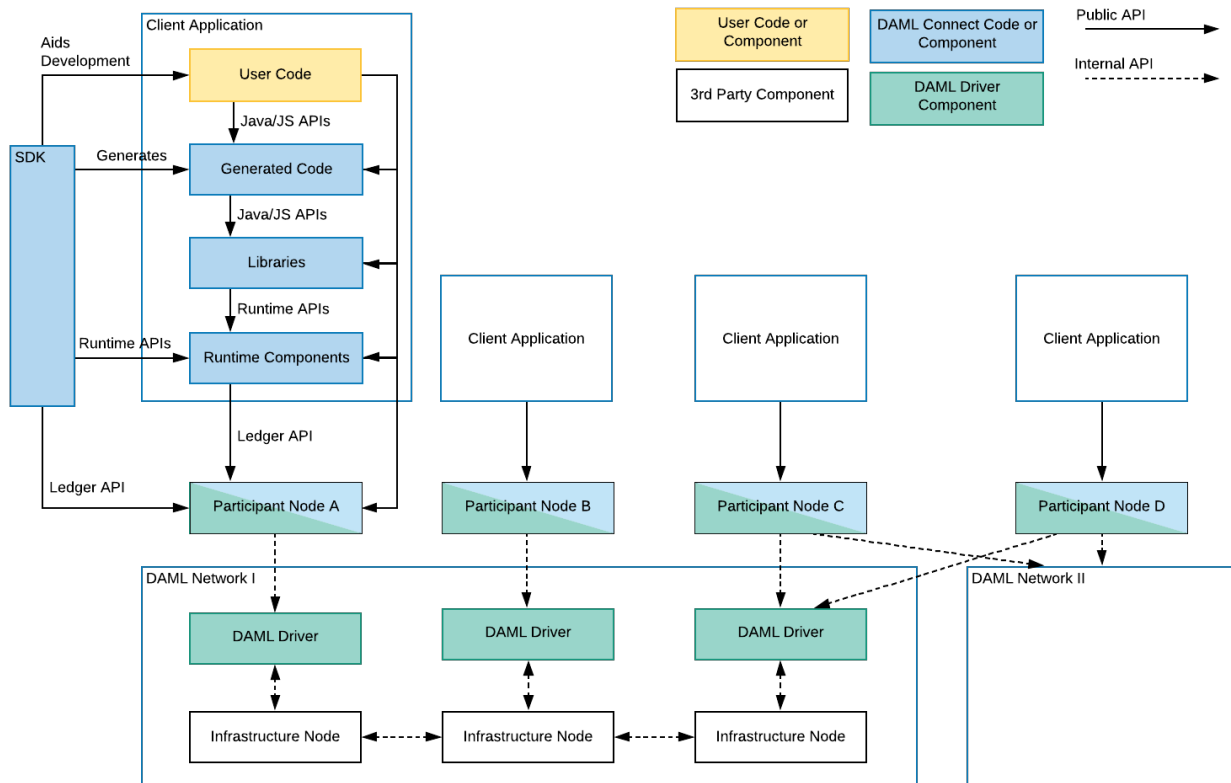 Client Application
User Code or
Component
DAML Connect Code or
Component
Public API
Aids
Development
User Code
Internal API
3rd Party Component
DAML Driver
Component
Java/JS APIs
SDK
Generates
Generated Code
Java/JS APIs
Libraries
Runtime APIs
Runtime APIs
Runtime Components
Client Application
Client Application
Client Application
Ledger API
Ledger API
Participant Node A
Participant Node B
Participant Node C
Participant Node D
DAML Network I
DAML Network II
DAML Driver
DAML Driver
DAML Driver
Infrastructure Node
Infrastructure Node
Infrastructure Node